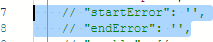 7 // "startError": '',
8 // "endError": '',